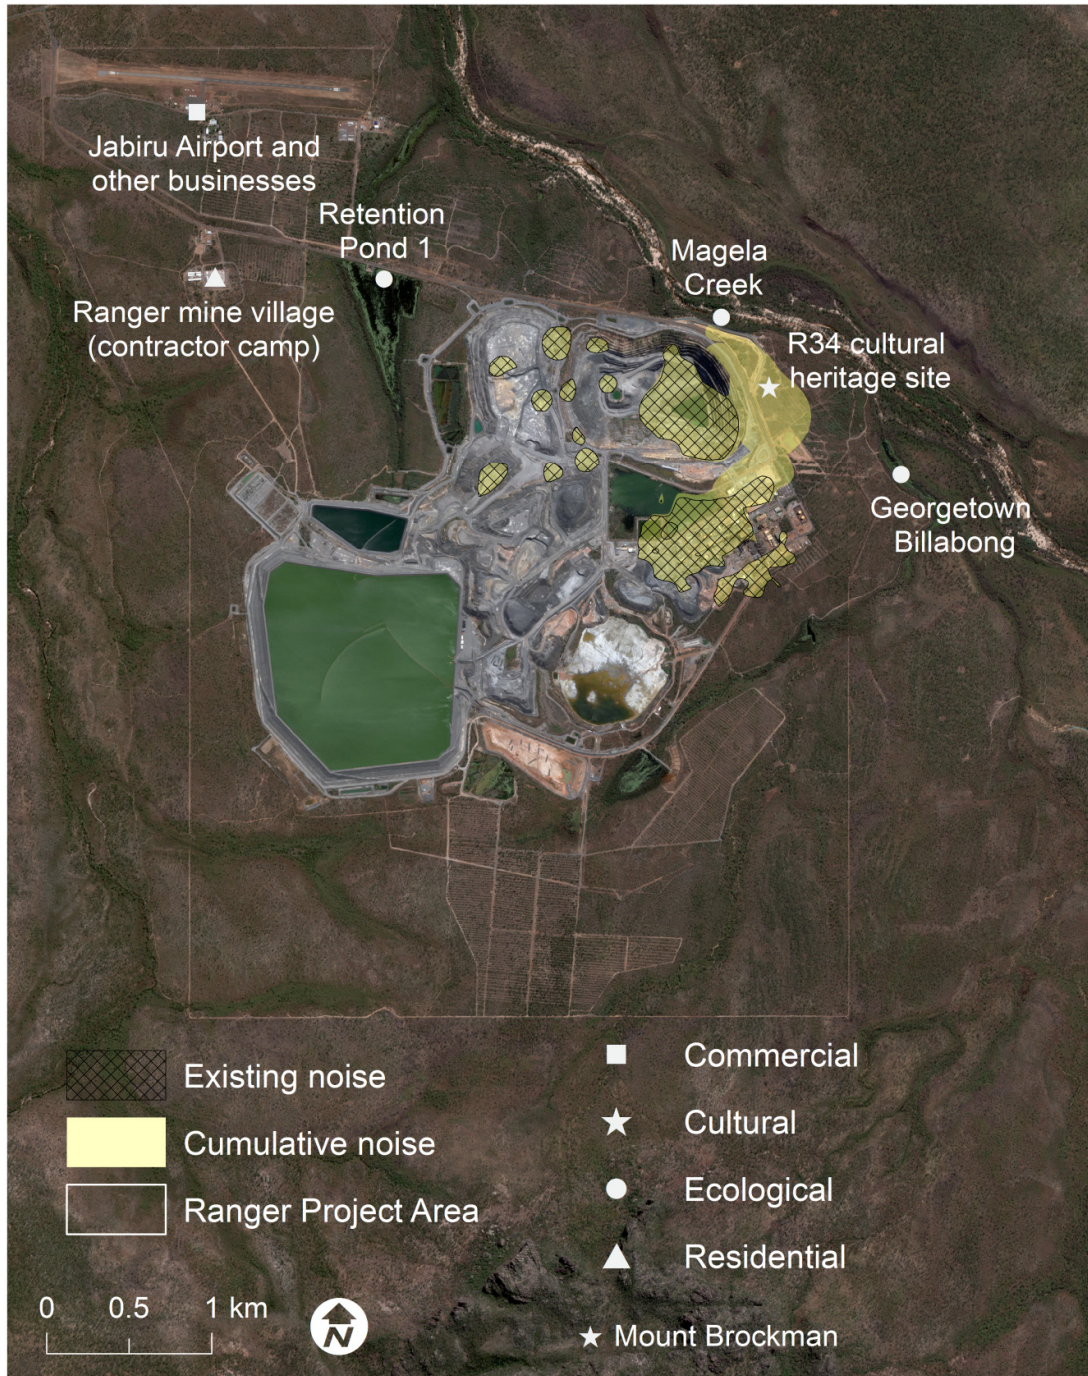 Jabiru Airport and
other businesses
Retention
Pond 1
Magela
Creek
Ranger mine village
(contractor camp)
R34 cultural
heritage site
Georgetown
Billabong
Existing noise
Cumulative noise
Ranger Project Area
Commercial
Cultural
Ecological
Residential
0 0.5 1 km
N
Mount Brockman